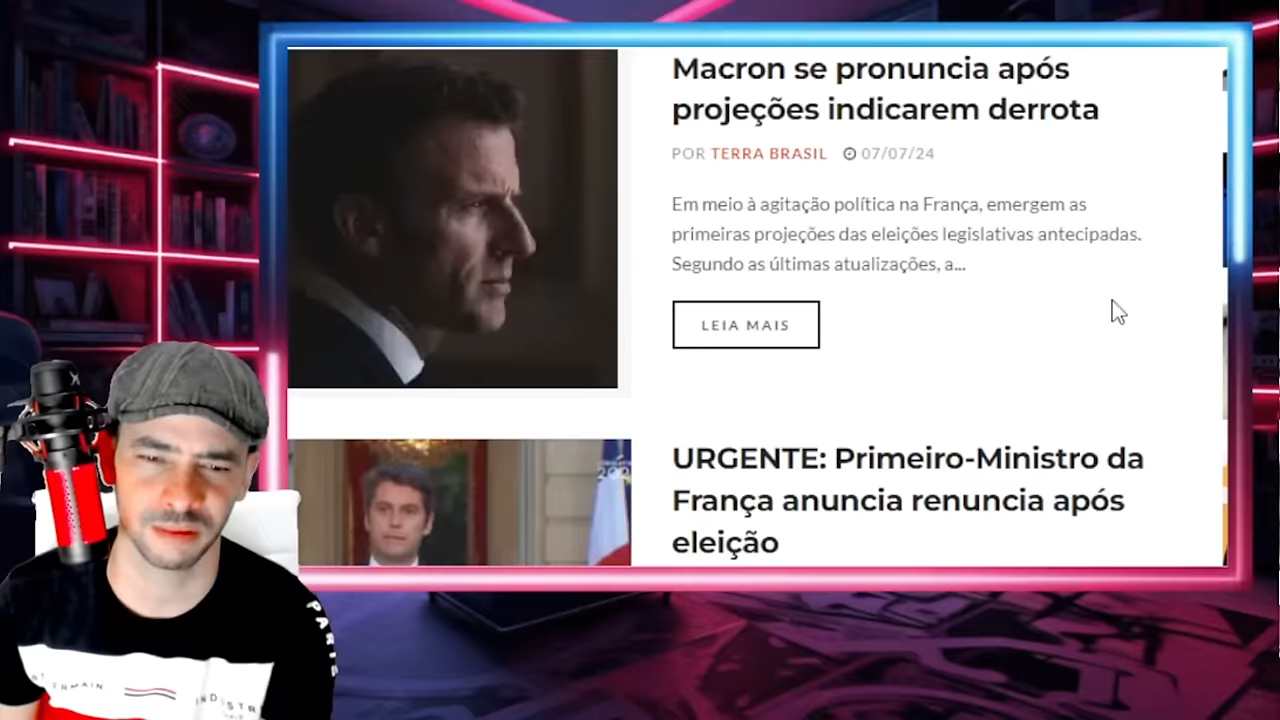 Macron se pronuncia após
projeções indicarem derrota
POR TERRA BRASIL 07/07/24
Em meio à agitação política na França, emergem as
primeiras projeções das eleições legislativas antecipadas.
Segundo as últimas atualizações, a...
LEIA MAIS
URGENTE: Primeiro-Ministro da
França anuncia renuncia após
eleição
PARIS